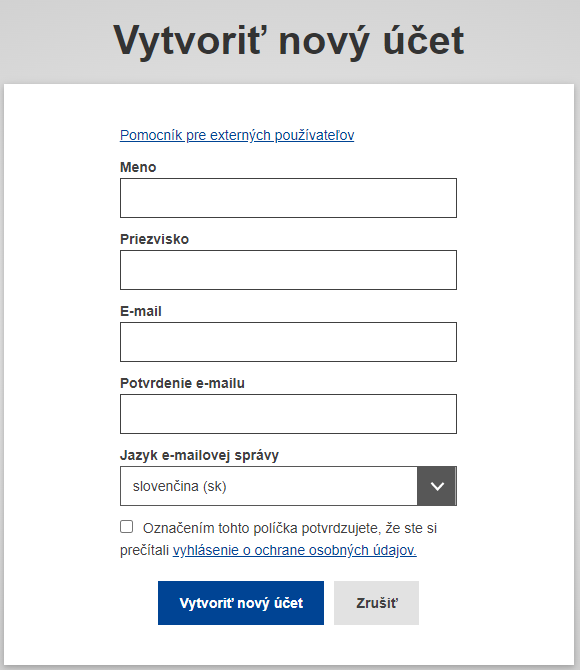 Vytvoriť nový účet
Pomocník pre externých používateľov
Meno
Priezvisko
E-mail
Potvrdenie e-mailu
Jazyk e-mailovej správy
slovenčina (sk)
Označením tohto políčka potvrdzujete, že ste si
prečítali vyhlásenie o ochrane osobných údajov.
Vytvoriť nový účet
Zrušiť